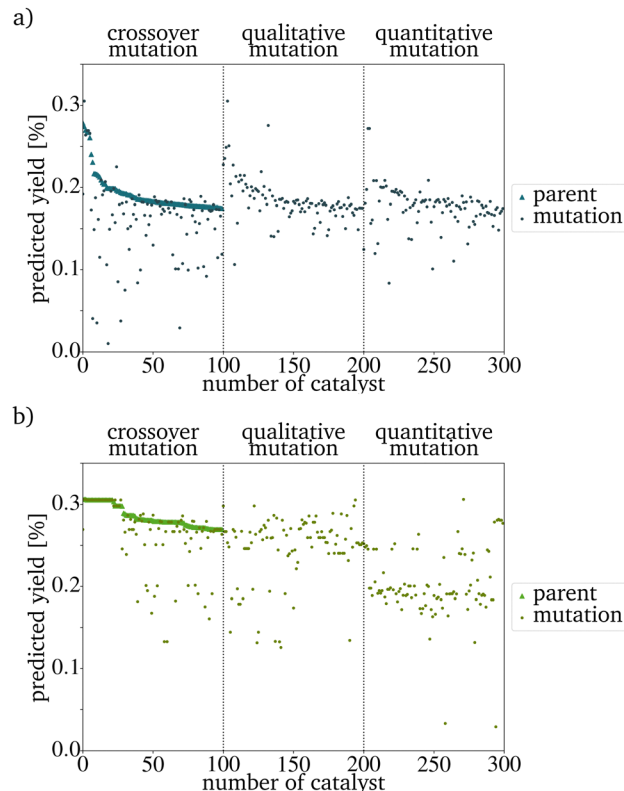 a)
crossover mutation
qualitative mutation
quantitative mutation
predicted yield [%]
0.3
0.2
0.1
0.0
0
50
100
150
200
250
300
number of catalyst
parent
mutation
b)
crossover mutation
qualitative mutation
quantitative mutation
predicted yield [%]
0.3
0.2
0.1
0.0
0
50
100
150
200
250
300
number of catalyst
parent
mutation